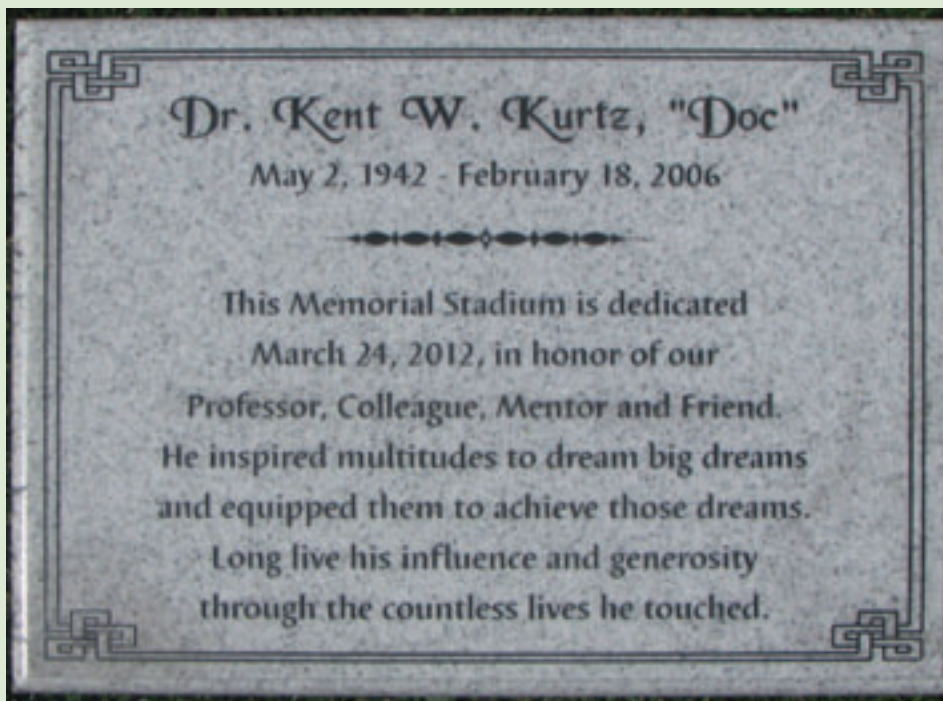 Dr. Kent W. Kurtz, "Doc"
May 2, 1942 - February 18, 2006
This Memorial Stadium is dedicated
March 24, 2012, in honor of our
Professor, Colleague, Mentor and Friend.
He inspired multitudes to dream big dreams
and equipped them to achieve those dreams.
Long live his influence and generosity
through the countless lives he touched.